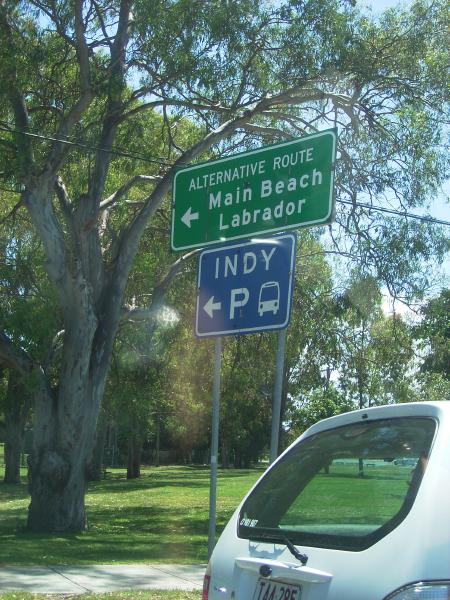 ALTERNATIVE ROUTE
Main Beach
Labrador
INDY
P